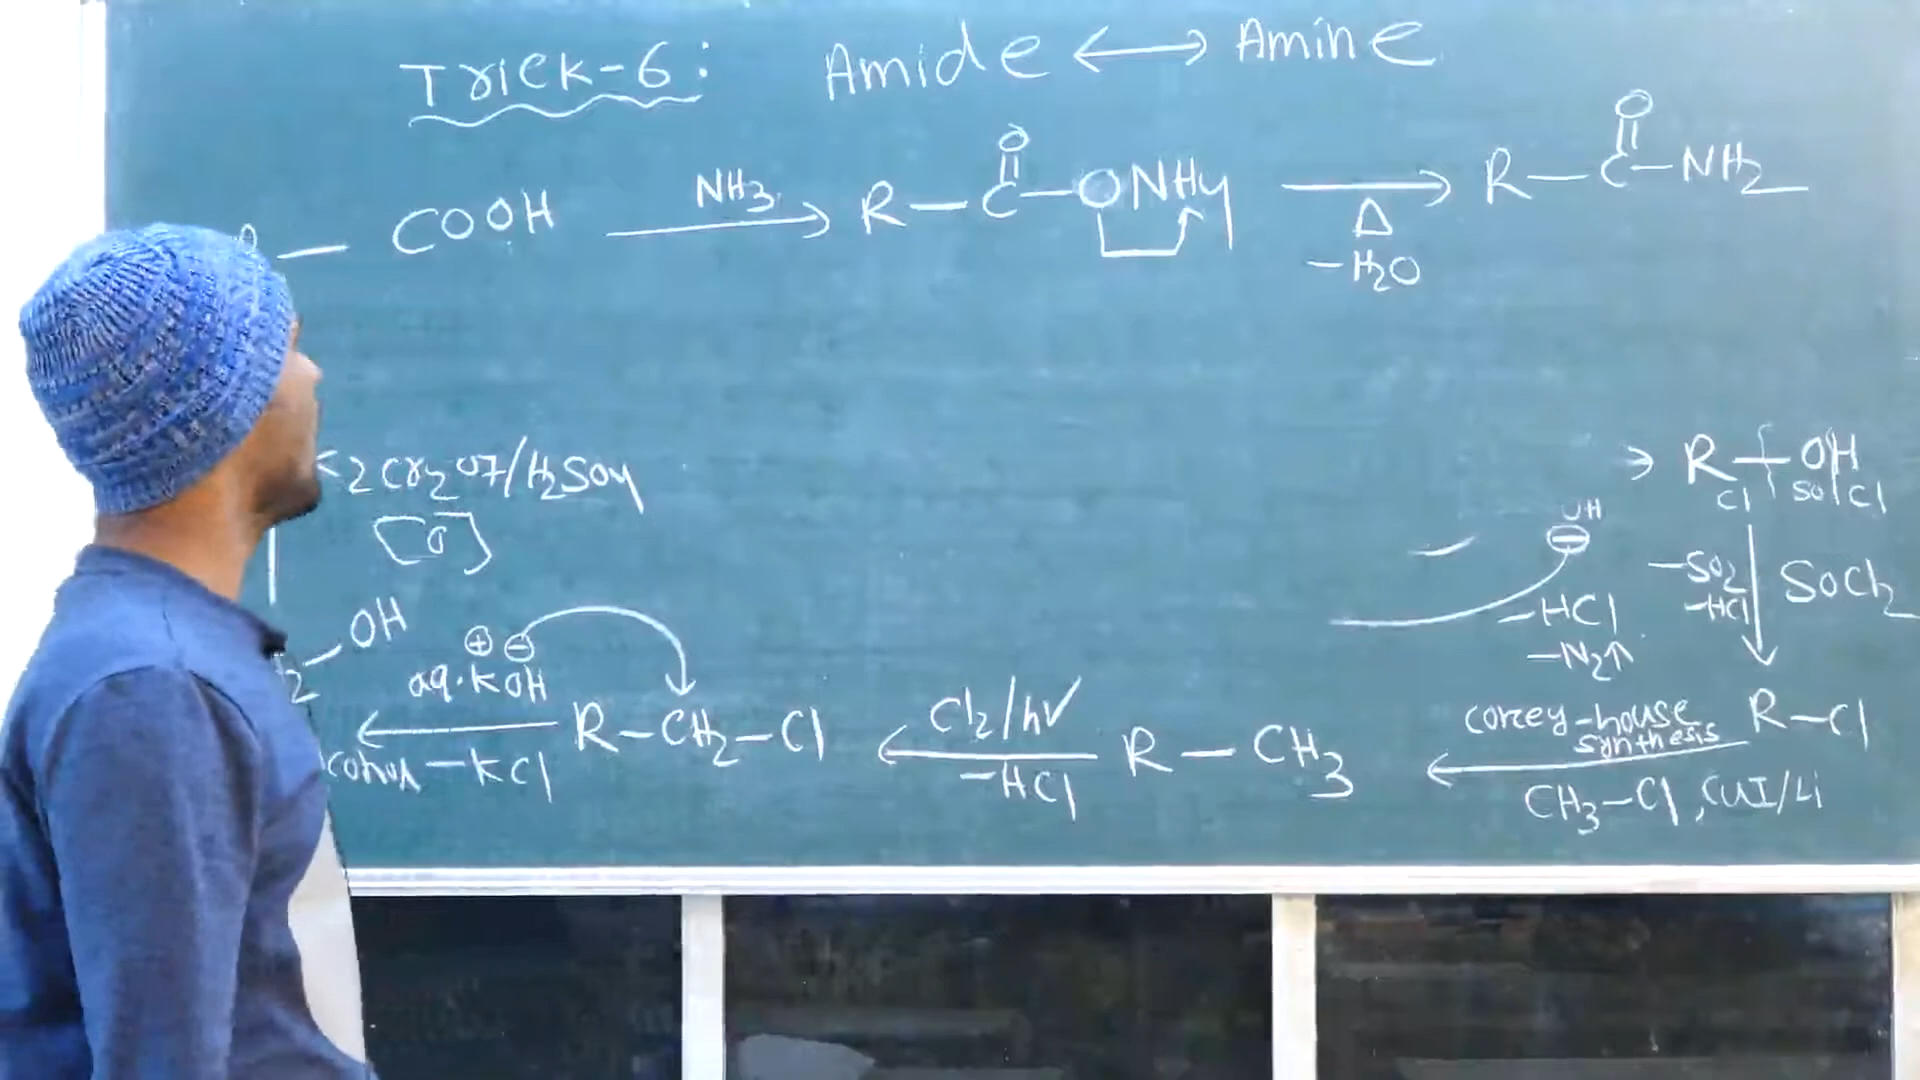 Trick-6: Amide ⟷ Amine
— COOH NH3 → R—C(=O)—ONH4 Δ -H2O → R—C(=O)—NH2
2Cr2O7/H2SO4
[O]
→ R—OH
Cl SO Cl
OH
⊖
-SO2
-HCl
SOCl2
-HCl
-N2↑
OH
⊕ ⊖
aq.KOH
← -KCl
R-CH2-Cl
Cl2/hν
← -HCl
R-CH3
Corey-house
synthesis
← CH3-Cl, CuI/Li
R-Cl